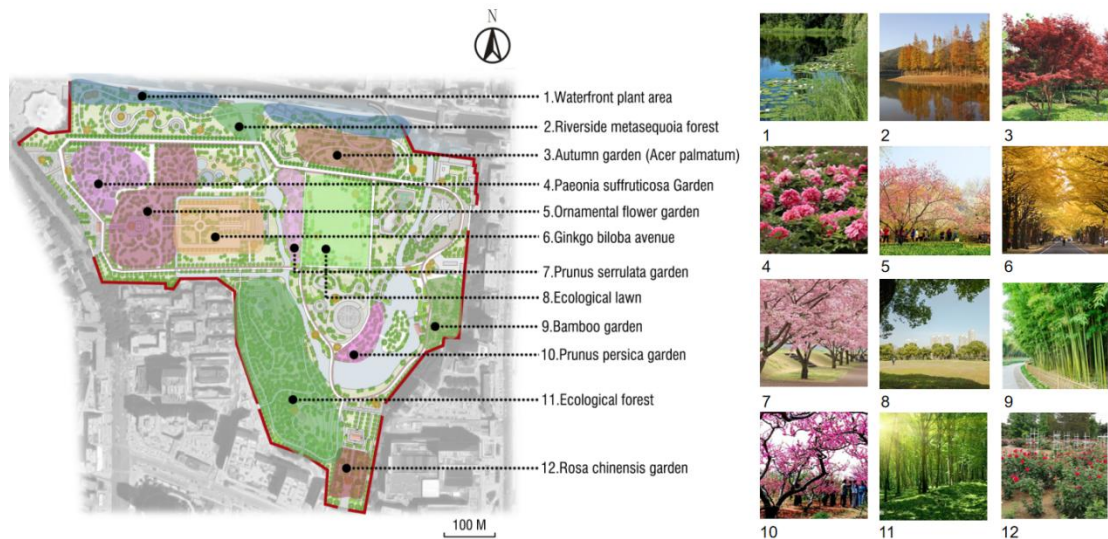 N
1.Waterfront plant area
2.Riverside metasequoia forest
3.Autumn garden (Acer palmatum)
4.Paeonia suffruticosa Garden
5.Ornamental flower garden
6.Ginkgo biloba avenue
7.Prunus serrulata garden
8.Ecological lawn
9.Bamboo garden
10.Prunus persica garden
11.Ecological forest
12.Rosa chinensis garden
100 M
1
2
3
4
5
6
7
8
9
10
11
12